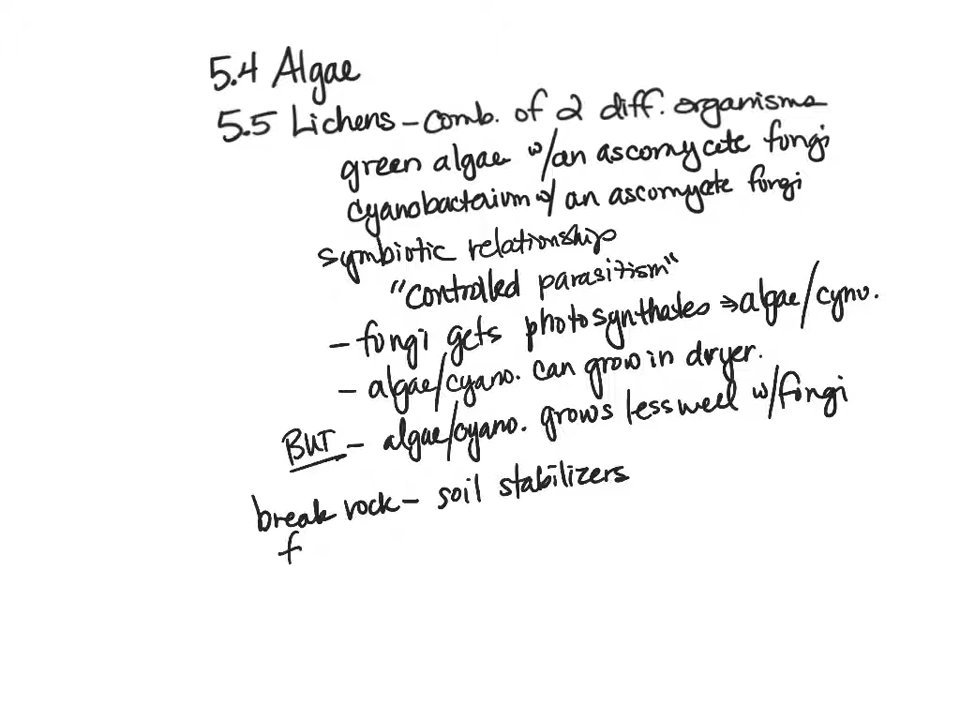 5.4 Algae
5.5 Lichens - comb. of 2 diff. organisms
green algae w/an ascomycete fungi
cyanobacterium w/ an ascomycete fungi
symbiotic relationship
"controlled parasitism"
- fungi gets photosynthates ⇒ algae/cyno.
- algae/cyano. can grow in dryer.
BUT - algae/cyano. grows less well w/fungi
break rock - soil stabilizers
f